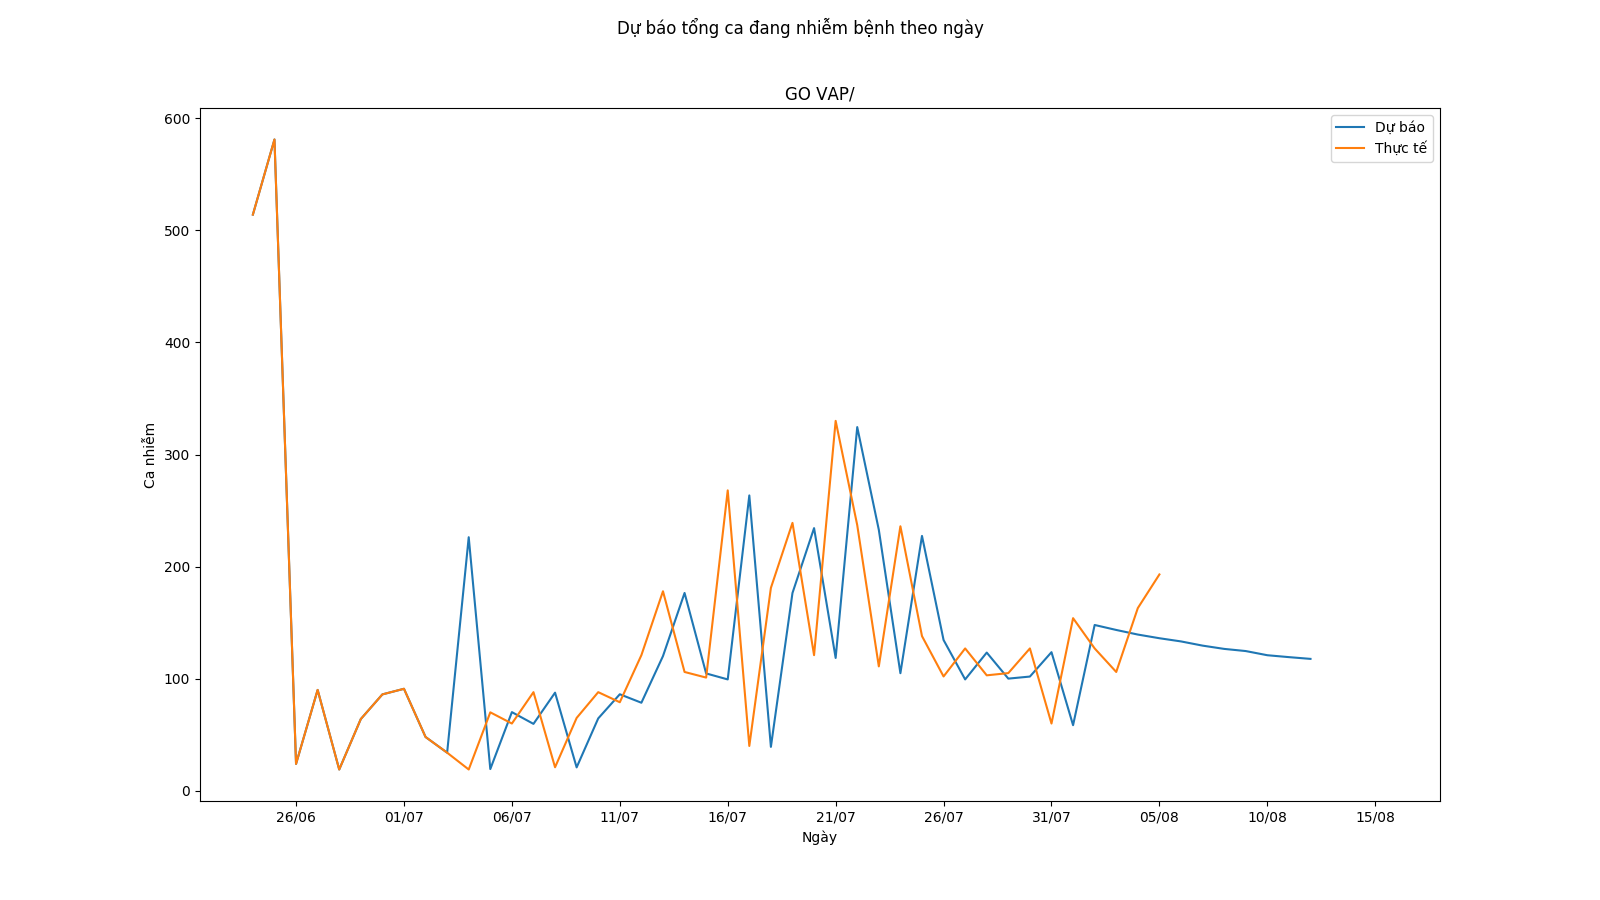 Dự báo tổng ca đang nhiễm bệnh theo ngày
GO VAP/
Dự báo
Thực tế
600
500
400
300
200
100
0
Ca nhiễm
26/06 01/07 06/07 11/07 16/07 21/07 26/07 31/07 05/08 10/08 15/08
Ngày